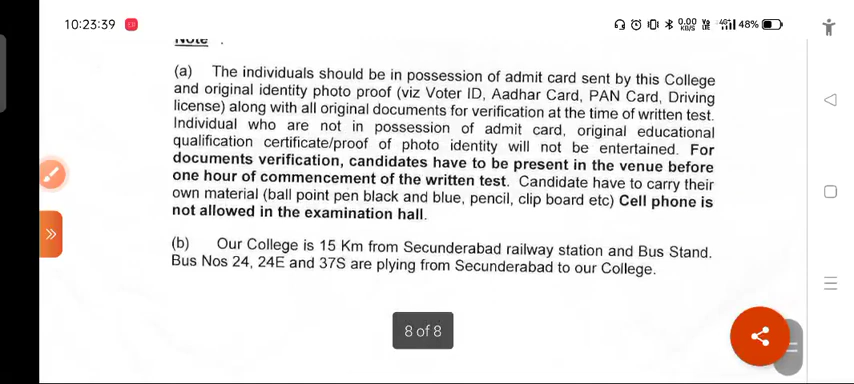 10:23:39
0.00 KB/S 4G 48%
Note :
(a) The individuals should be in possession of admit card sent by this College
and original identity photo proof (viz Voter ID, Aadhar Card, PAN Card, Driving
license) along with all original documents for verification at the time of written test.
Individual who are not in possession of admit card, original educational
qualification certificate/proof of photo identity will not be entertained. For
documents verification, candidates have to be present in the venue before
one hour of commencement of the written test. Candidate have to carry their
own material (ball point pen black and blue, pencil, clip board etc) Cell phone is
not allowed in the examination hall.
(b) Our College is 15 Km from Secunderabad railway station and Bus Stand.
Bus Nos 24, 24E and 37S are plying from Secunderabad to our College.
8 of 8